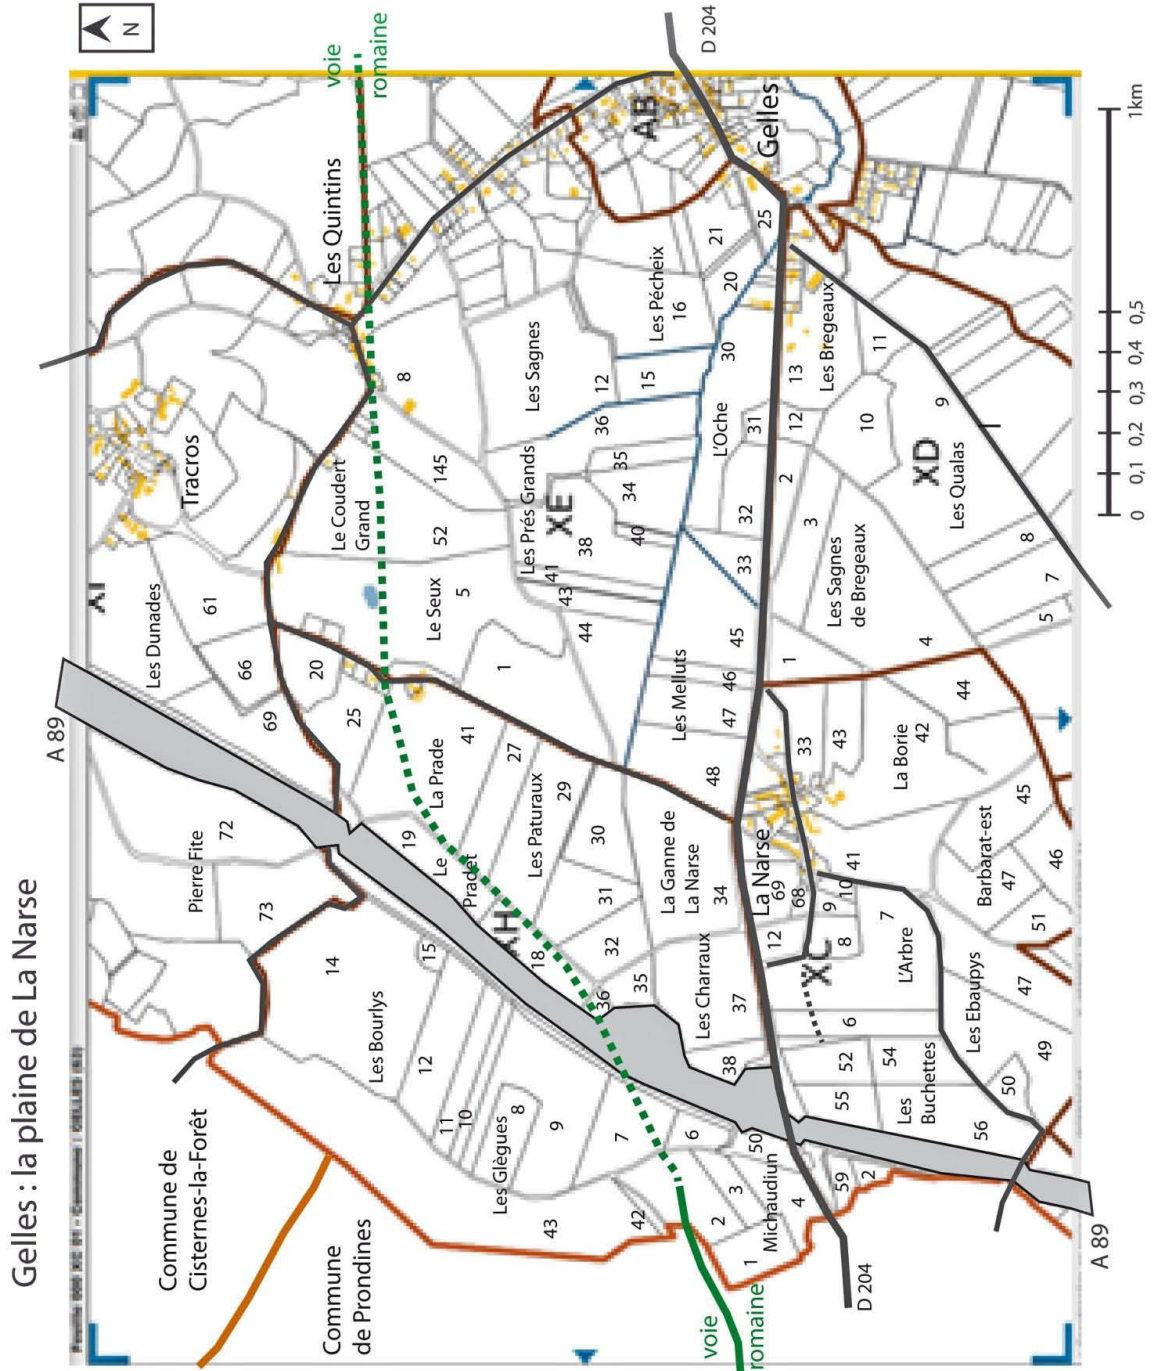 Gelles : la plaine de La Narse
N
A 89
voie
romaine
D 204
Commune de
Cisternes-la-Forêt
Commune
de Prondines
Pierre Fite
72
73
Les Dunades
XI
61
66
69
Tracros
Les Quintins
20
25
Le Coudert
Grand
8
145
52
Le Seux
5
1
La Prade
41
27
19
Le
Pradet
Les Paturaux
29
30
31
32
18
14
15
Les Bourlys
12
11
10
Les Glègues
8
9
7
43
42
36
35
Les Sagnes
12
Les Pécheix
16
15
21
20
30
25
AB
Gelles
Les Prés Grands
XE
36
35
34
38
40
41
43
44
L'Oche
31
32
33
Les Melluts
45
46
47
48
La Ganne de
La Narse
34
Les Charraux
37
38
6
50
Michaudiun
3
2
1
4
59
2
La Narse
69
68
12
9
10
8
XC
41
33
43
7
L'Arbre
6
52
54
55
Les
Buchettes
56
Les Ebaupys
47
49
50
51
Barbarat-est
47
46
45
La Borie
42
44
1
4
Les Sagnes
de Bregeaux
3
2
12
13
Les Bregeaux
11
10
9
XD
Les Qualas
8
7
5
voie
romaine
D 204
A 89
0
0,1
0,2
0,3
0,4
0,5
1km